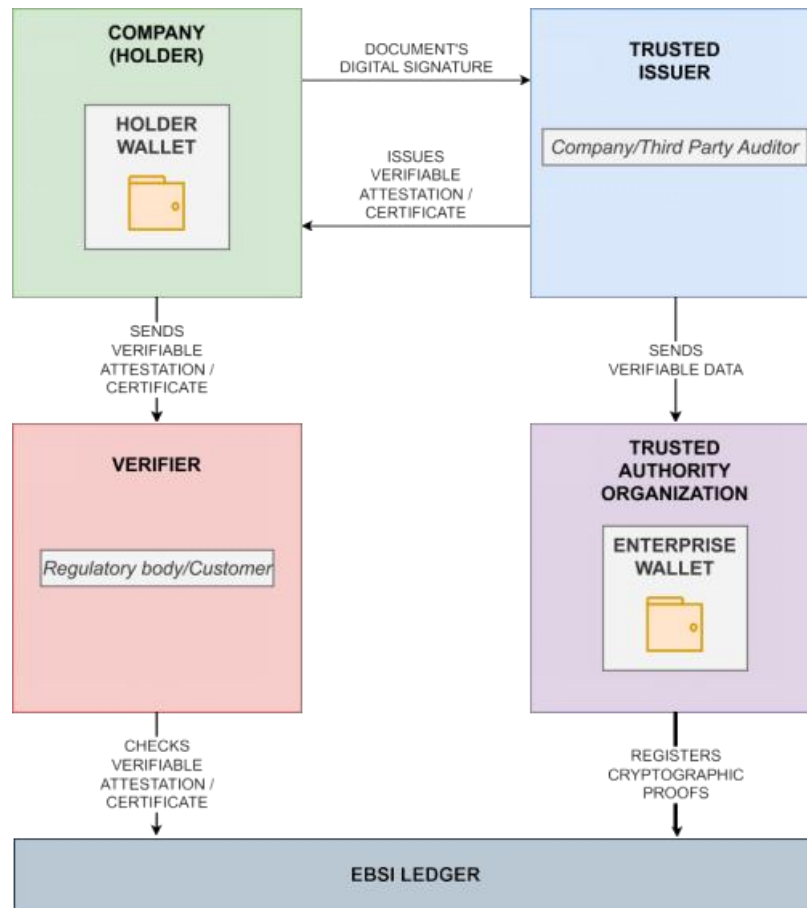 COMPANY
(HOLDER)
HOLDER
WALLET
DOCUMENT'S
DIGITAL SIGNATURE
ISSUES
VERIFIABLE
ATTESTATION /
CERTIFICATE
TRUSTED
ISSUER
Company/Third Party Auditor
SENDS
VERIFIABLE
ATTESTATION /
CERTIFICATE
SENDS
VERIFIABLE DATA
VERIFIER
Regulatory body/Customer
TRUSTED
AUTHORITY
ORGANIZATION
ENTERPRISE
WALLET
CHECKS
VERIFIABLE
ATTESTATION /
CERTIFICATE
REGISTERS
CRYPTOGRAPHIC
PROOFS
EBSI LEDGER